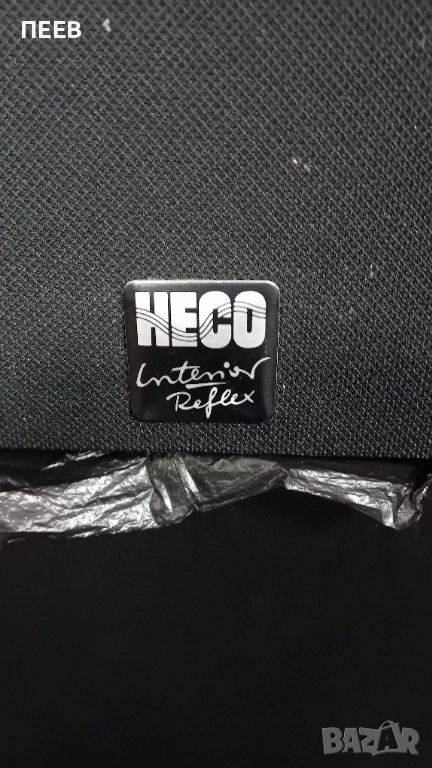 ПЕЕВ
HECO
Interior
Reflex
BAZAR